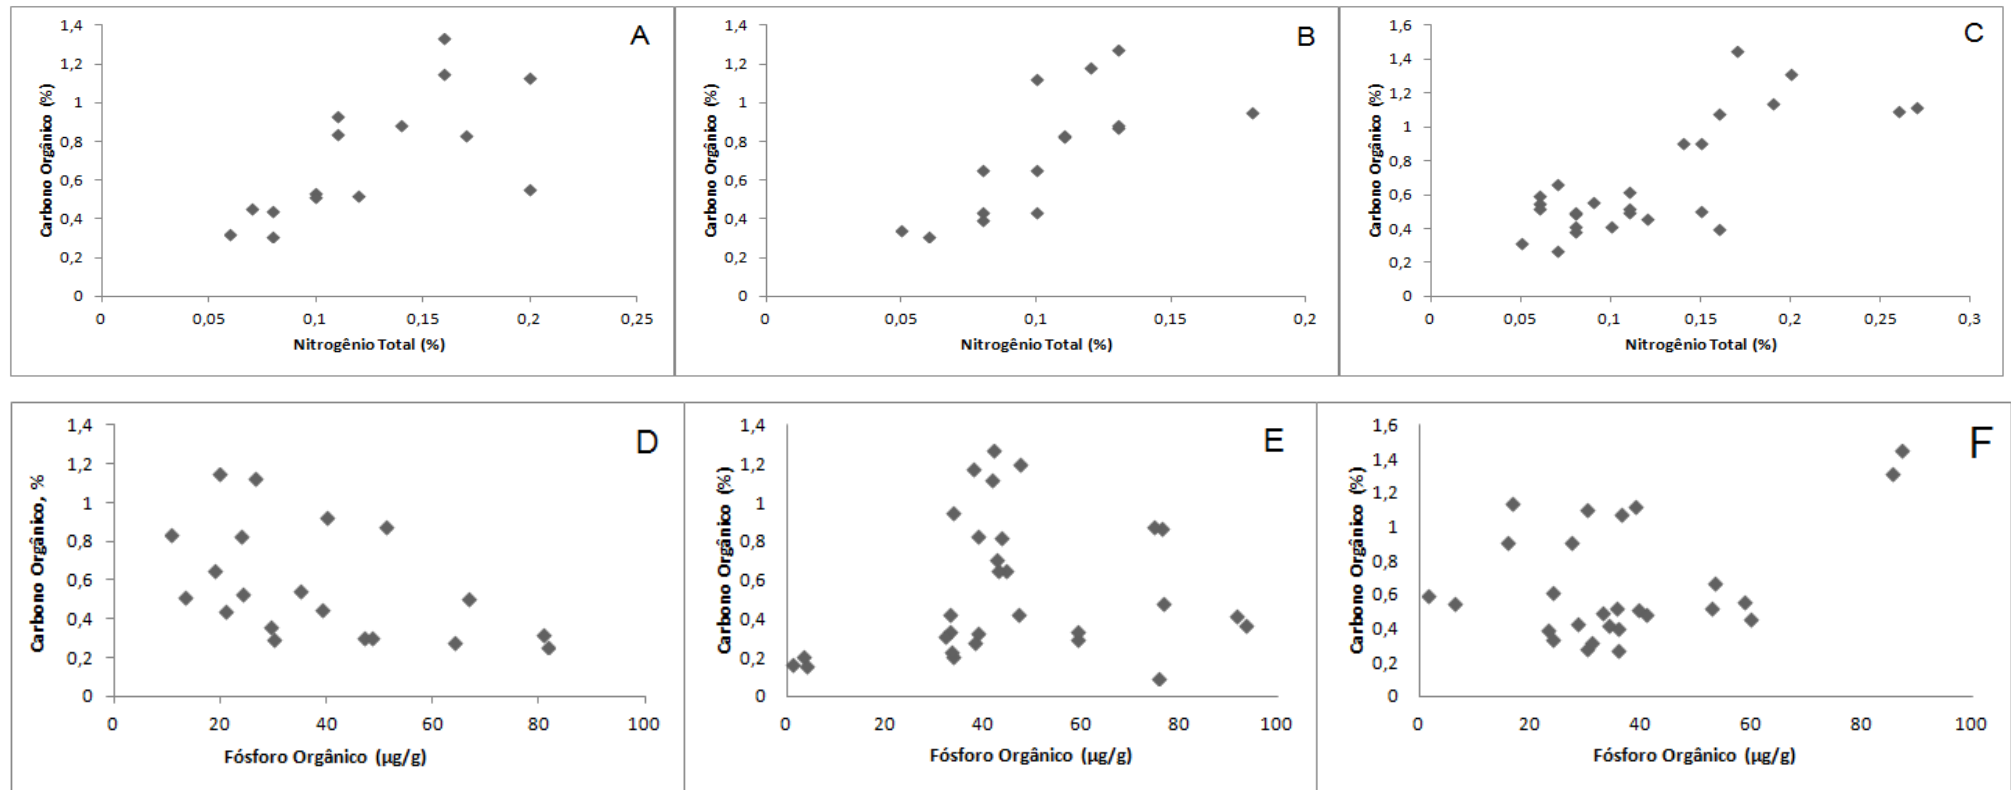 A
1,4
1,2
1
0,8
0,6
0,4
0,2
0
Carbono Orgânico (%)
0 0,05 0,1 0,15 0,2 0,25
Nitrogênio Total (%)
B
1,4
1,2
1
0,8
0,6
0,4
0,2
0
Carbono Orgânico (%)
0 0,05 0,1 0,15 0,2
Nitrogênio Total (%)
C
1,6
1,4
1,2
1
0,8
0,6
0,4
0,2
0
Carbono Orgânico (%)
0 0,05 0,1 0,15 0,2 0,25 0,3
Nitrogênio Total (%)
D
1,4
1,2
1
0,8
0,6
0,4
0,2
0
Carbono Orgânico, %
0 20 40 60 80 100
Fósforo Orgânico (µg/g)
E
1,4
1,2
1
0,8
0,6
0,4
0,2
0
Carbono Orgânico (%)
0 20 40 60 80 100
Fósforo Orgânico (µg/g)
F
1,6
1,4
1,2
1
0,8
0,6
0,4
0,2
0
Carbono Orgânico (%)
0 20 40 60 80 100
Fósforo Orgânico (µg/g)